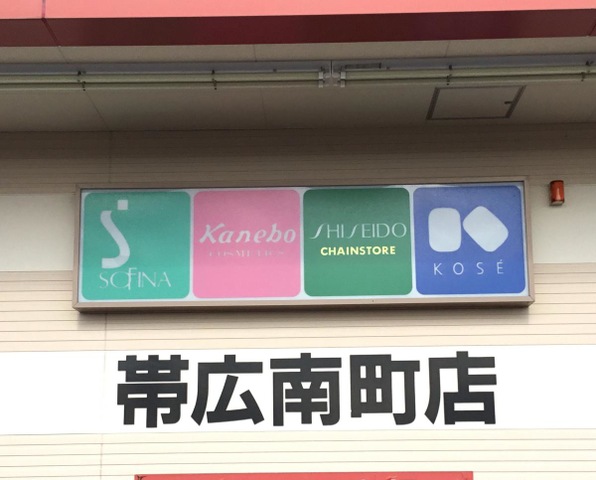 SOFINA
Kanebo
COSMETICS
SHISEIDO
CHAINSTORE
KOSÉ
帯広南町店